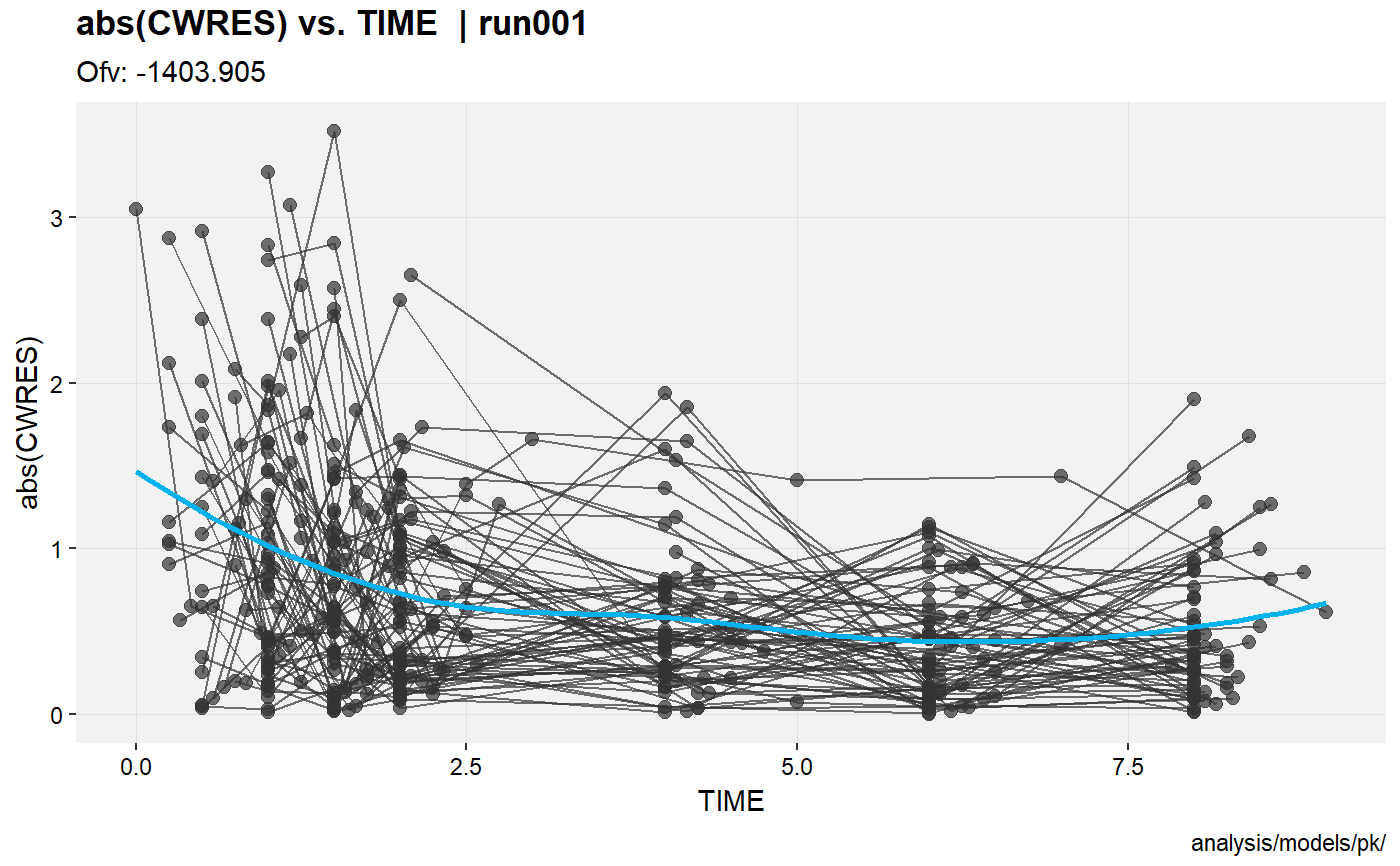 abs(CWRES) vs. TIME | run001
Ofv: -1403.905
abs(CWRES)
3
2
1
0
0.0 2.5 5.0 7.5
TIME
analysis/models/pk/